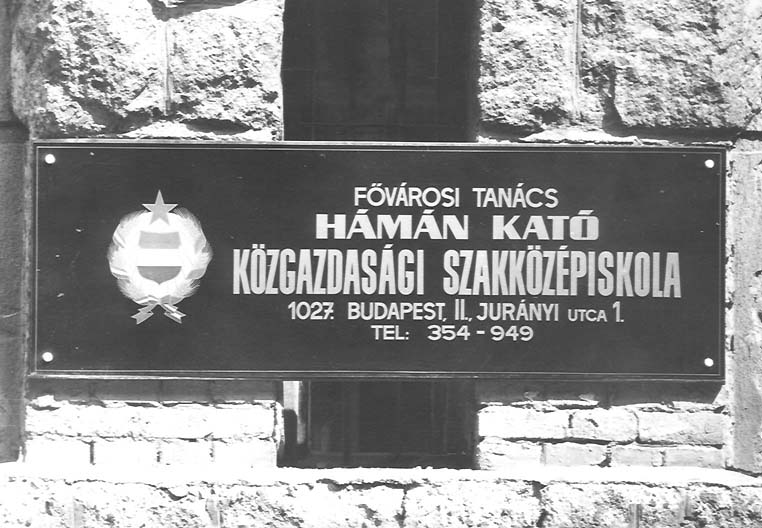 FŐVÁROSI TANÁCS
HÁMÁN KATÓ
KÖZGAZDASÁGI SZAKKÖZÉPISKOLA
1027. BUDAPEST, II., JURÁNYI UTCA 1.
TEL: 354-949